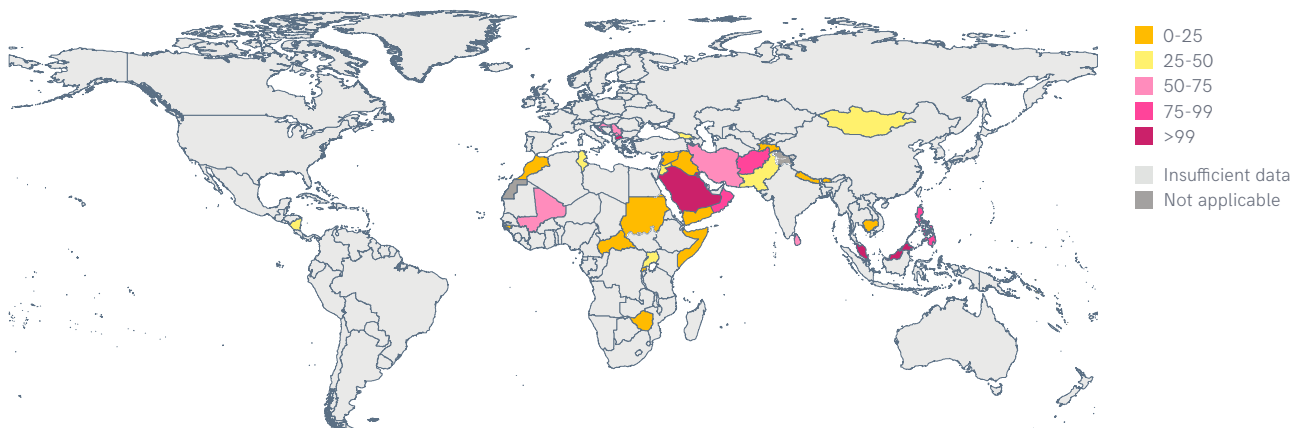 0-25
25-50
50-75
75-99
>99
Insufficient data
Not applicable